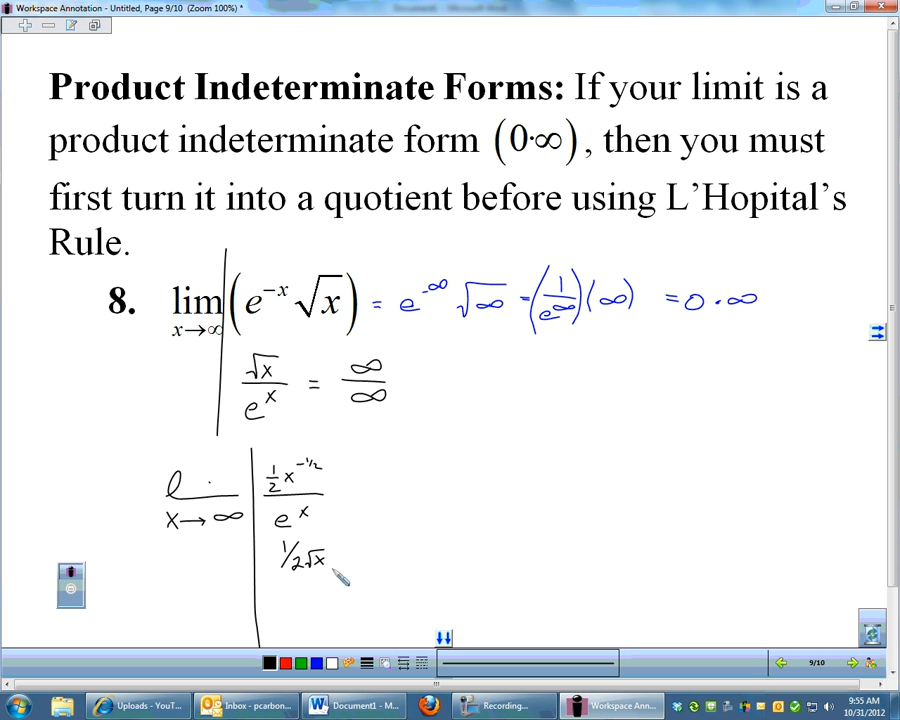 Workspace Annotation - Untitled, Page 9/10 (Zoom 100%) *
Product Indeterminate Forms: If your limit is a
product indeterminate form (0·∞), then you must
first turn it into a quotient before using L'Hopital's
Rule.
8. lim x→∞ (e^{-x} √x) = e^{-∞} √∞ = (1/e^∞)(∞) = 0·∞
√x / e^x = ∞/∞
l x→∞ ½x^{-1/2} / e^x
1/2√x
9/10
Uploads - YouT...
Inbox - pcarbon...
Document1 - M...
Recording...
Workspace Ann...
9:55 AM
10/31/2012